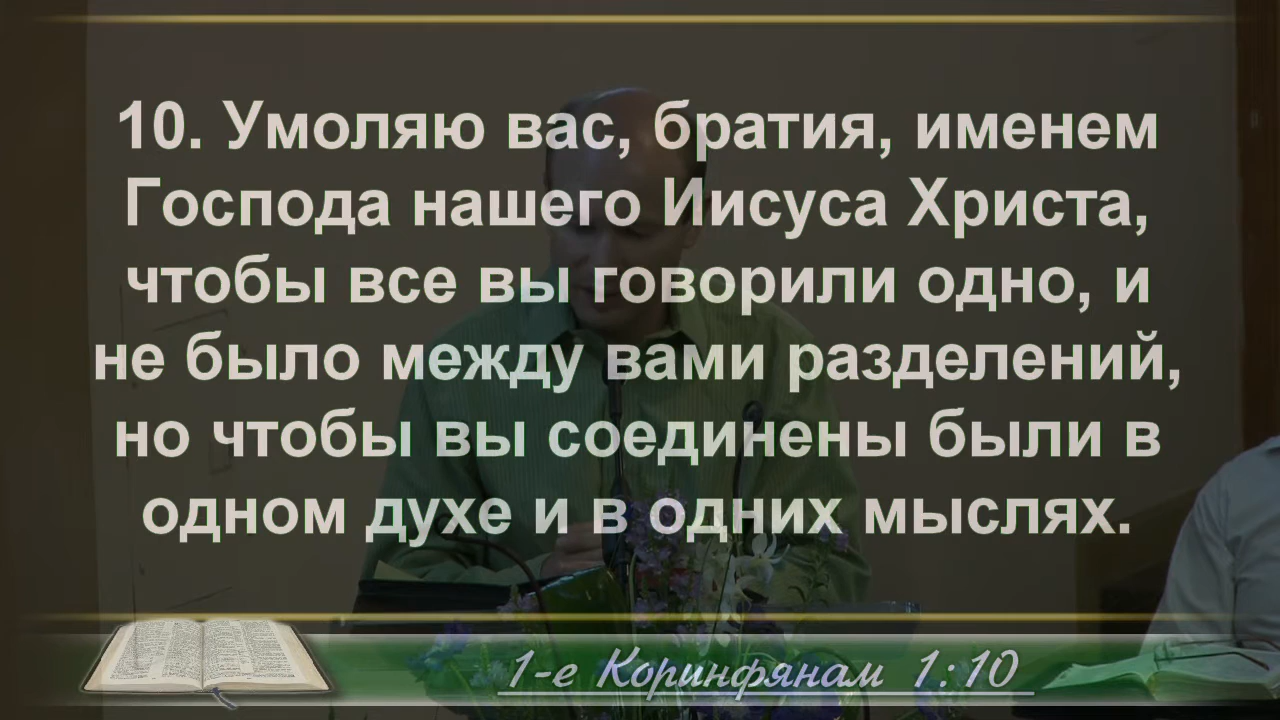 10. Умоляю вас, братия, именем
Господа нашего Иисуса Христа,
чтобы все вы говорили одно, и
не было между вами разделений,
но чтобы вы соединены были в
одном духе и в одних мыслях.
1-е Коринфянам 1:10